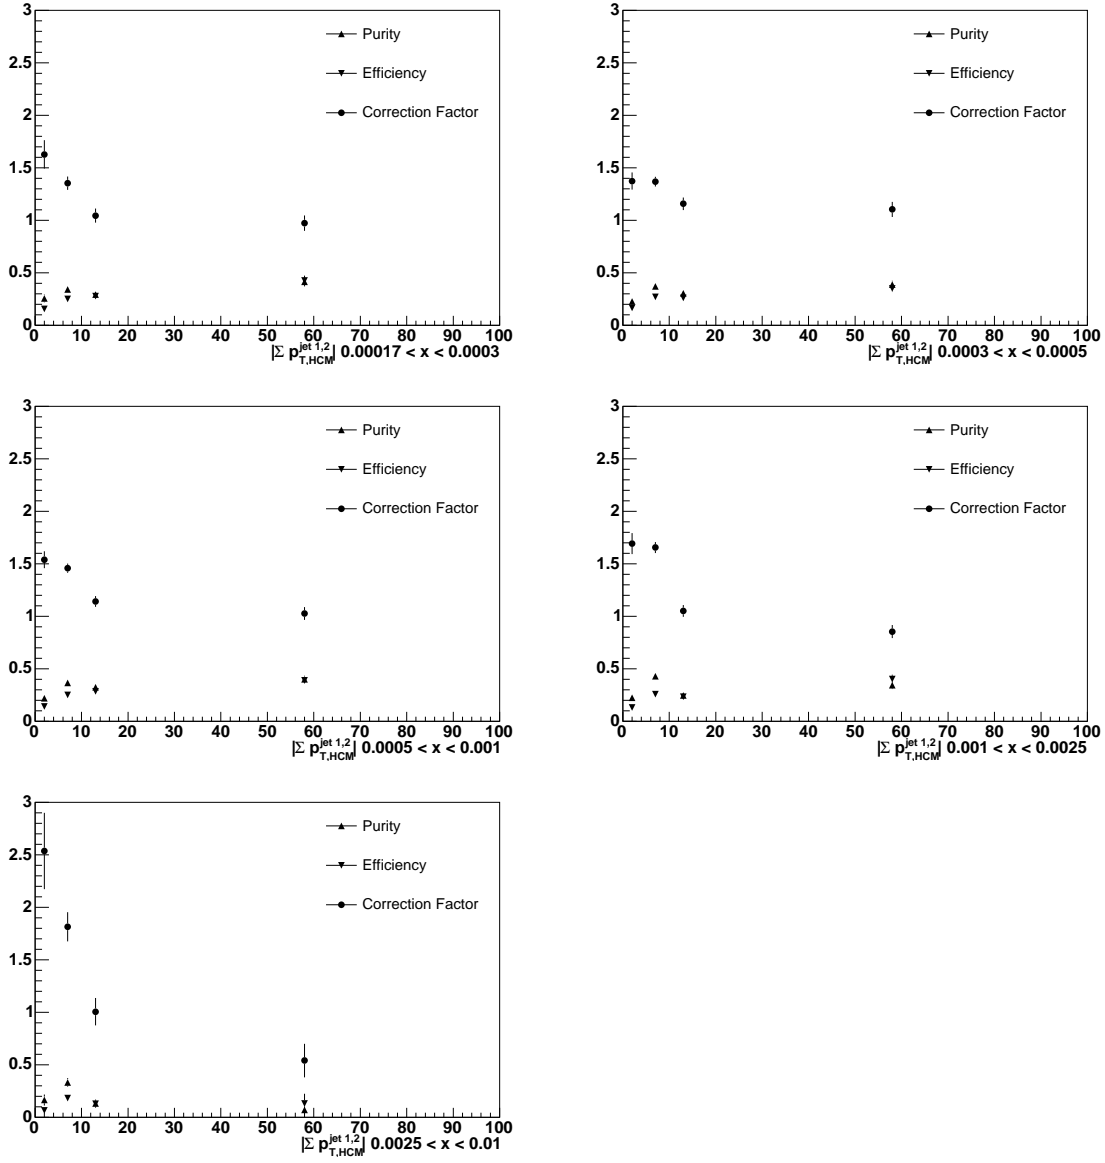 3
2.5
2
1.5
1
0.5
0
Purity
Efficiency
Correction Factor
0 10 20 30 40 50 60 70 80 90 100
|Σ p_{T,HCM}^{jet 1,2}| 0.00017 < x < 0.0003
3
2.5
2
1.5
1
0.5
0
Purity
Efficiency
Correction Factor
0 10 20 30 40 50 60 70 80 90 100
|Σ p_{T,HCM}^{jet 1,2}| 0.0003 < x < 0.0005
3
2.5
2
1.5
1
0.5
0
Purity
Efficiency
Correction Factor
0 10 20 30 40 50 60 70 80 90 100
|Σ p_{T,HCM}^{jet 1,2}| 0.0005 < x < 0.001
3
2.5
2
1.5
1
0.5
0
Purity
Efficiency
Correction Factor
0 10 20 30 40 50 60 70 80 90 100
|Σ p_{T,HCM}^{jet 1,2}| 0.001 < x < 0.0025
3
2.5
2
1.5
1
0.5
0
Purity
Efficiency
Correction Factor
0 10 20 30 40 50 60 70 80 90 100
|Σ p_{T,HCM}^{jet 1,2}| 0.0025 < x < 0.01